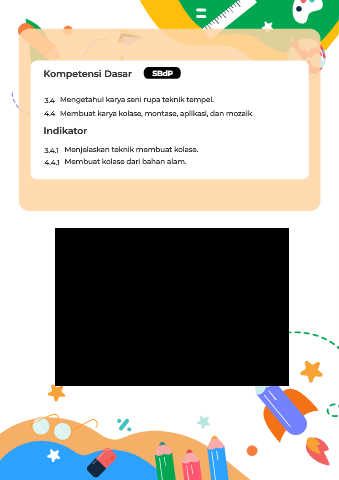 Kompetensi Dasar SBdP
3.4 Mengetahui karya seni rupa teknik tempel.
4.4 Membuat karya kolase, montase, aplikasi, dan mozaik
Indikator
3.4.1 Menjelaskan teknik membuat kolase.
4.4.1 Membuat kolase dari bahan alam.